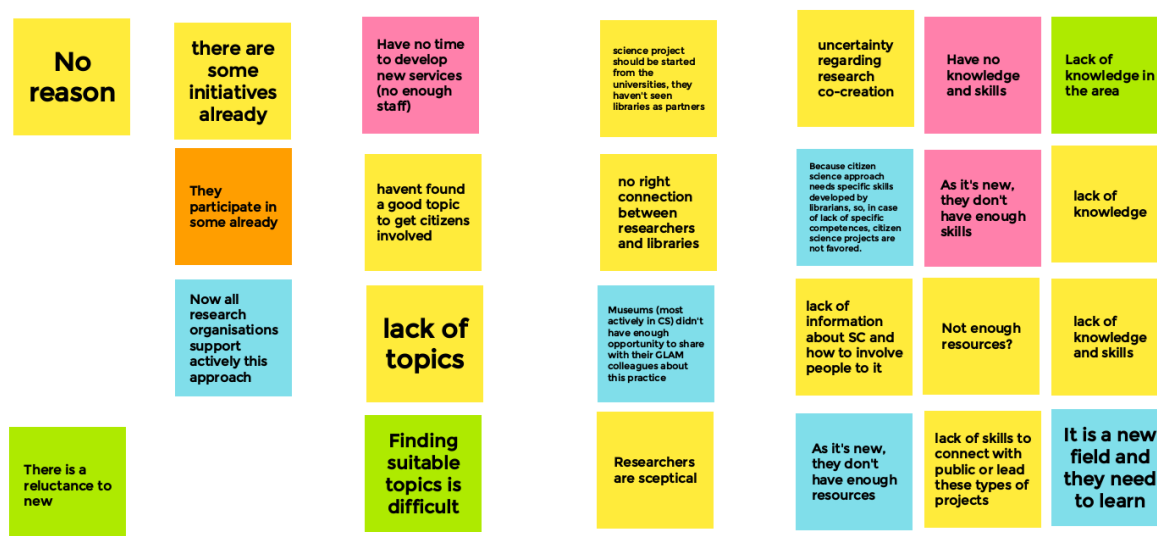 No
reason
there are
some
initiatives
already
Have no time
to develop
new services
(no enough
staff)
science project
should be started
from the
universities, they
haven't seen
libraries as partners
uncertainty
regarding
research
co-creation
Have no
knowledge
and skills
Lack of
knowledge in
the area
They
participate in
some already
havent found
a good topic
to get citizens
involved
no right
connection
between
researchers
and libraries
Because citizen
science approach
needs specific skills
developed by
librarians, so, in case
of lack of specific
competences, citizen
science projects are
not favored.
As it's new,
they don't
have enough
skills
lack of
knowledge
Now all
research
organisations
support
actively this
approach
lack of
topics
Museums (most
actively in CS) didn't
have enough
opportunity to share
with their GLAM
colleagues about
this practice
lack of
information
about SC and
how to involve
people to it
Not enough
resources?
lack of
knowledge
and skills
There is a
reluctance to
new
Finding
suitable
topics is
difficult
Researchers
are sceptical
As it's new,
they don't
have enough
resources
lack of skills to
connect with
public or lead
these types of
projects
It is a new
field and
they need
to learn